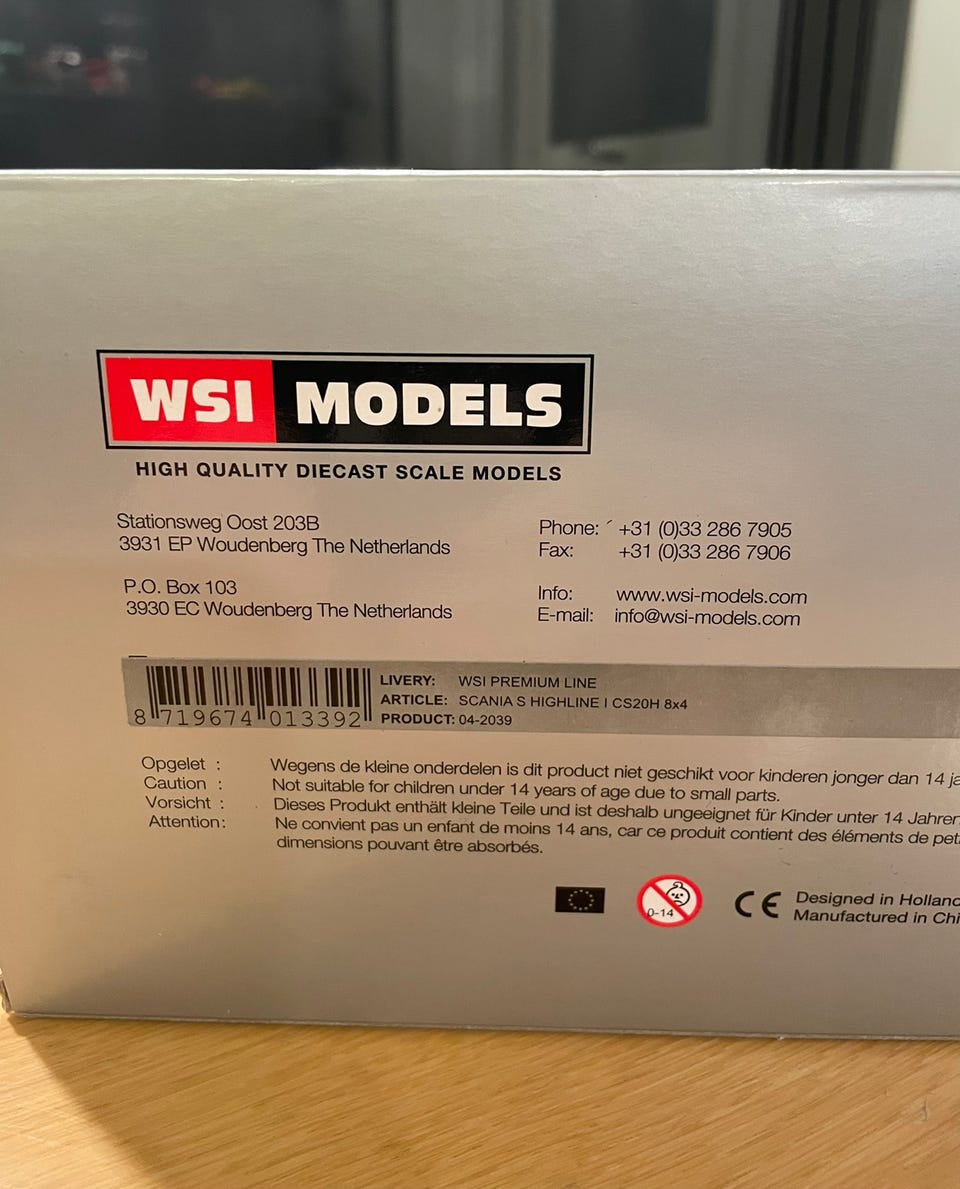 WSI MODELS
HIGH QUALITY DIECAST SCALE MODELS
Stationsweg Oost 203B
3931 EP Woudenberg The Netherlands
P.O. Box 103
3930 EC Woudenberg The Netherlands
Phone: +31 (0)33 286 7905
Fax: +31 (0)33 286 7906
Info: www.wsi-models.com
E-mail: info@wsi-models.com
8 719674 013392
LIVERY: WSI PREMIUM LINE
ARTICLE: SCANIA S HIGHLINE I CS20H 8x4
PRODUCT: 04-2039
Opgelet : Wegens de kleine onderdelen is dit product niet geschikt voor kinderen jonger dan 14
Caution : Not suitable for children under 14 years of age due to small parts.
Vorsicht : Dieses Produkt enthält kleine Teile und ist deshalb ungeeignet für Kinder unter 14 Jahren
Attention: Ne convient pas un enfant de moins 14 ans, car ce produit contient des éléments de
dimensions pouvant être absorbés.
0-14
CE
Designed in Holland
Manufactured in